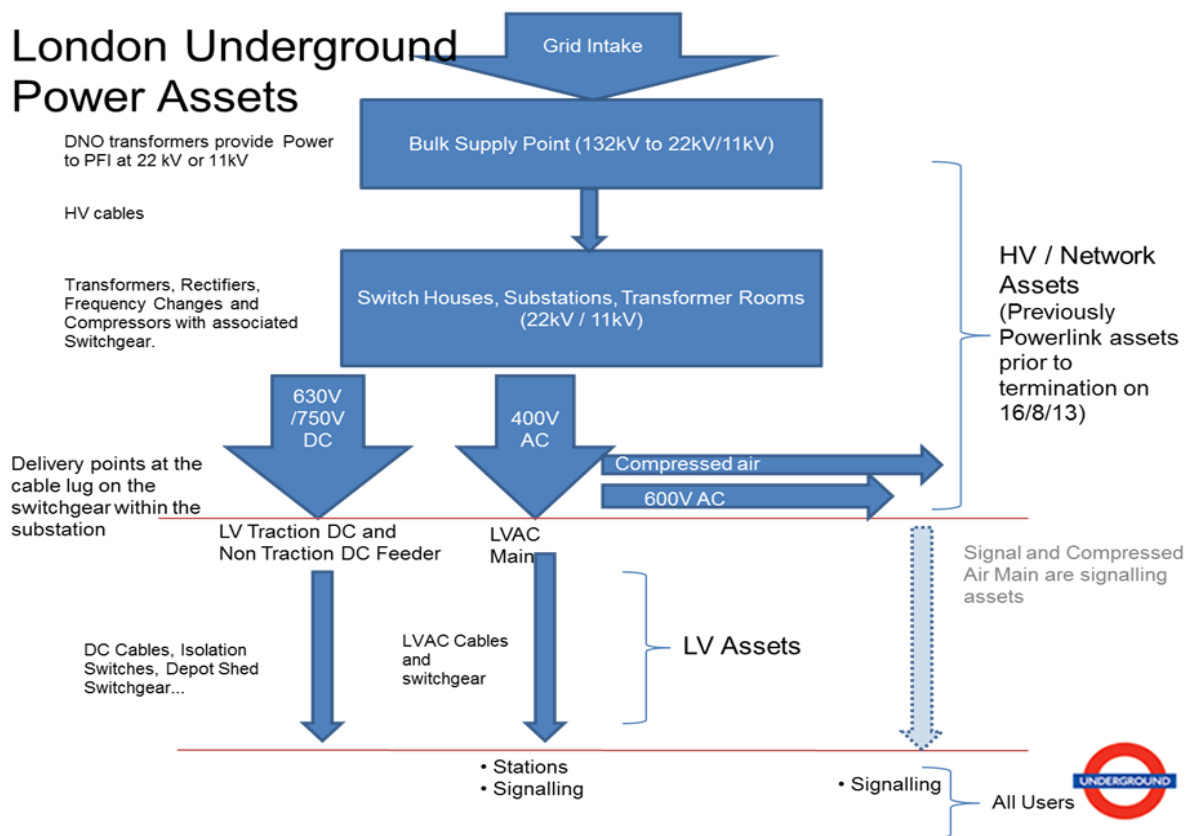 London Underground
Power Assets
Grid Intake
DNO transformers provide Power
to PFI at 22 kV or 11kV
Bulk Supply Point (132kV to 22kV/11kV)
HV cables
Transformers, Rectifiers,
Frequency Changes and
Compressors with associated
Switchgear.
Switch Houses, Substations, Transformer Rooms
(22kV / 11kV)
HV / Network
Assets
(Previously
Powerlink assets
prior to
termination on
16/8/13)
630V
/750V
DC
400V
AC
Compressed air
600V AC
Delivery points at the
cable lug on the
switchgear within the
substation
LV Traction DC and
Non Traction DC Feeder
LVAC
Main
Signal and Compressed
Air Main are signalling
assets
DC Cables, Isolation
Switches, Depot Shed
Switchgear...
LVAC Cables
and
switchgear
LV Assets
• Stations
• Signalling
• Signalling
All Users
UNDERGROUND